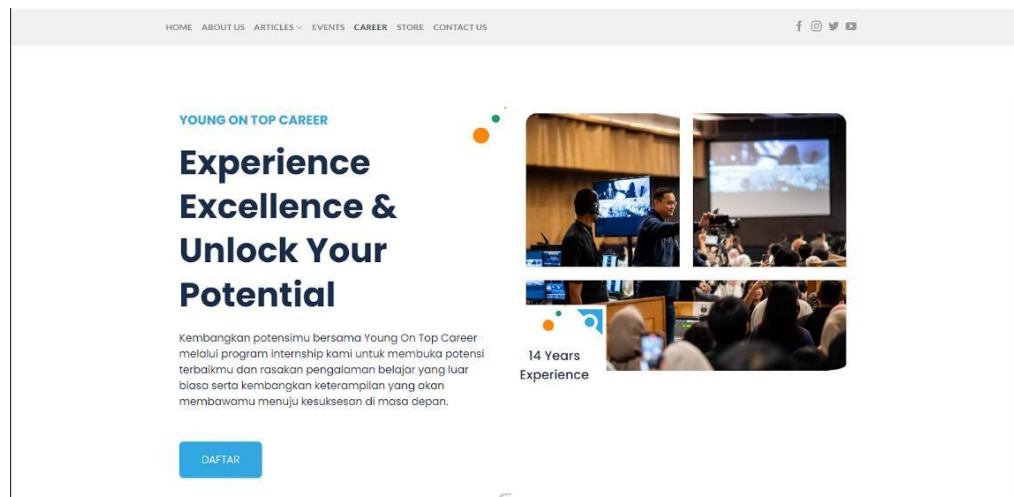 HOME ABOUT US ARTICLES EVENTS CAREER STORE CONTACT US
YOUNG ON TOP CAREER
Experience
Excellence &
Unlock Your
Potential
Kembangkan potensimu bersama Young On Top Career
melalui program internship kami untuk membuka potensi
terbaikmu dan rasakan pengalaman belajar yang luar
biasa serta kembangkan keterampilan yang akan
membawamu menuju kesuksesan di masa depan.
DAFTAR
14 Years
Experience